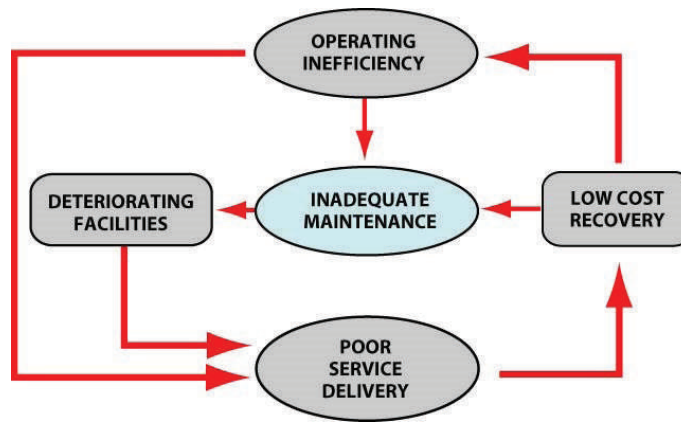 OPERATING
INEFFICIENCY
DETERIORATING
FACILITIES
INADEQUATE
MAINTENANCE
LOW COST
RECOVERY
POOR
SERVICE
DELIVERY